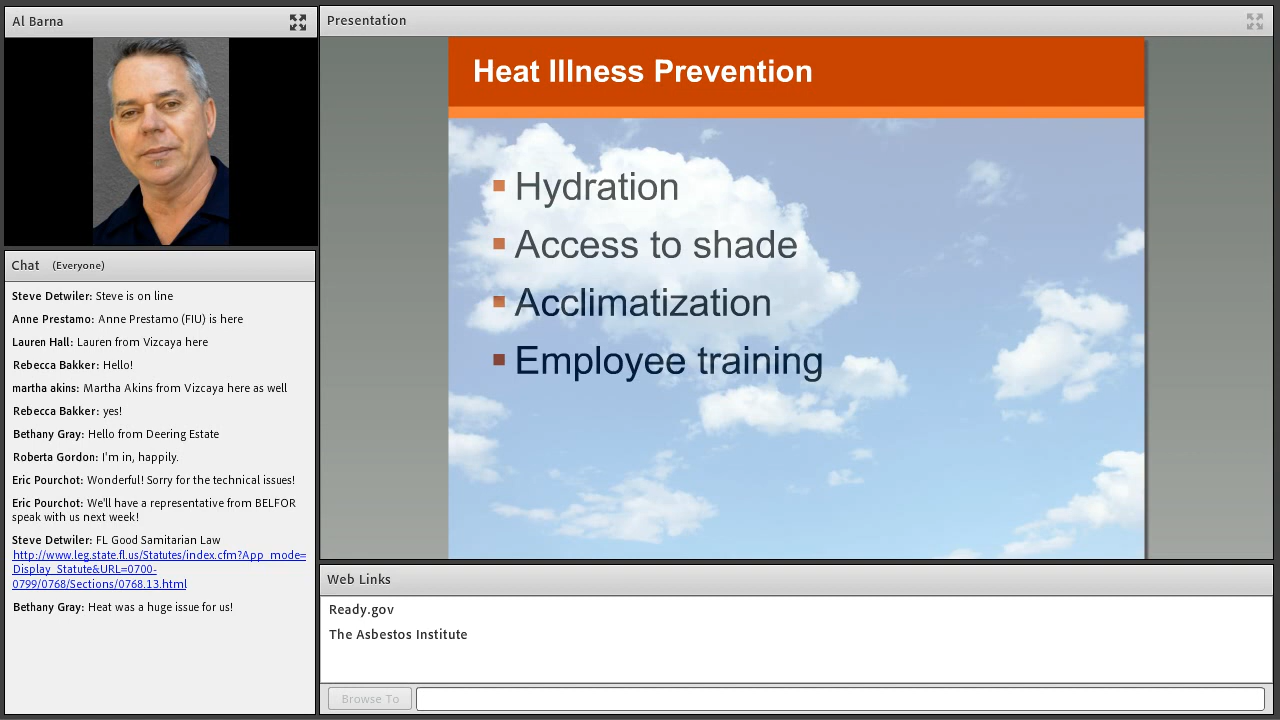 Al Barna
Presentation
Heat Illness Prevention
Hydration
Access to shade
Acclimatization
Employee training
Chat (Everyone)
Steve Detwiler: Steve is on line
Anne Prestamo: Anne Prestamo (FIU) is here
Lauren Hall: Lauren from Vizcaya here
Rebecca Bakker: Hello!
martha akins: Martha Akins from Vizcaya here as well
Rebecca Bakker: yes!
Bethany Gray: Hello from Deering Estate
Roberta Gordon: I'm in, happily.
Eric Pourchot: Wonderful! Sorry for the technical issues!
Eric Pourchot: We'll have a representative from BELFOR
speak with us next week!
Steve Detwiler: FL Good Samitarian Law
http://www.leg.state.fl.us/Statutes/index.cfm?App_mode=
Display_Statute&URL=0700-
0799/0768/Sections/0768.13.html
Bethany Gray: Heat was a huge issue for us!
Web Links
Ready.gov
The Asbestos Institute
Browse To